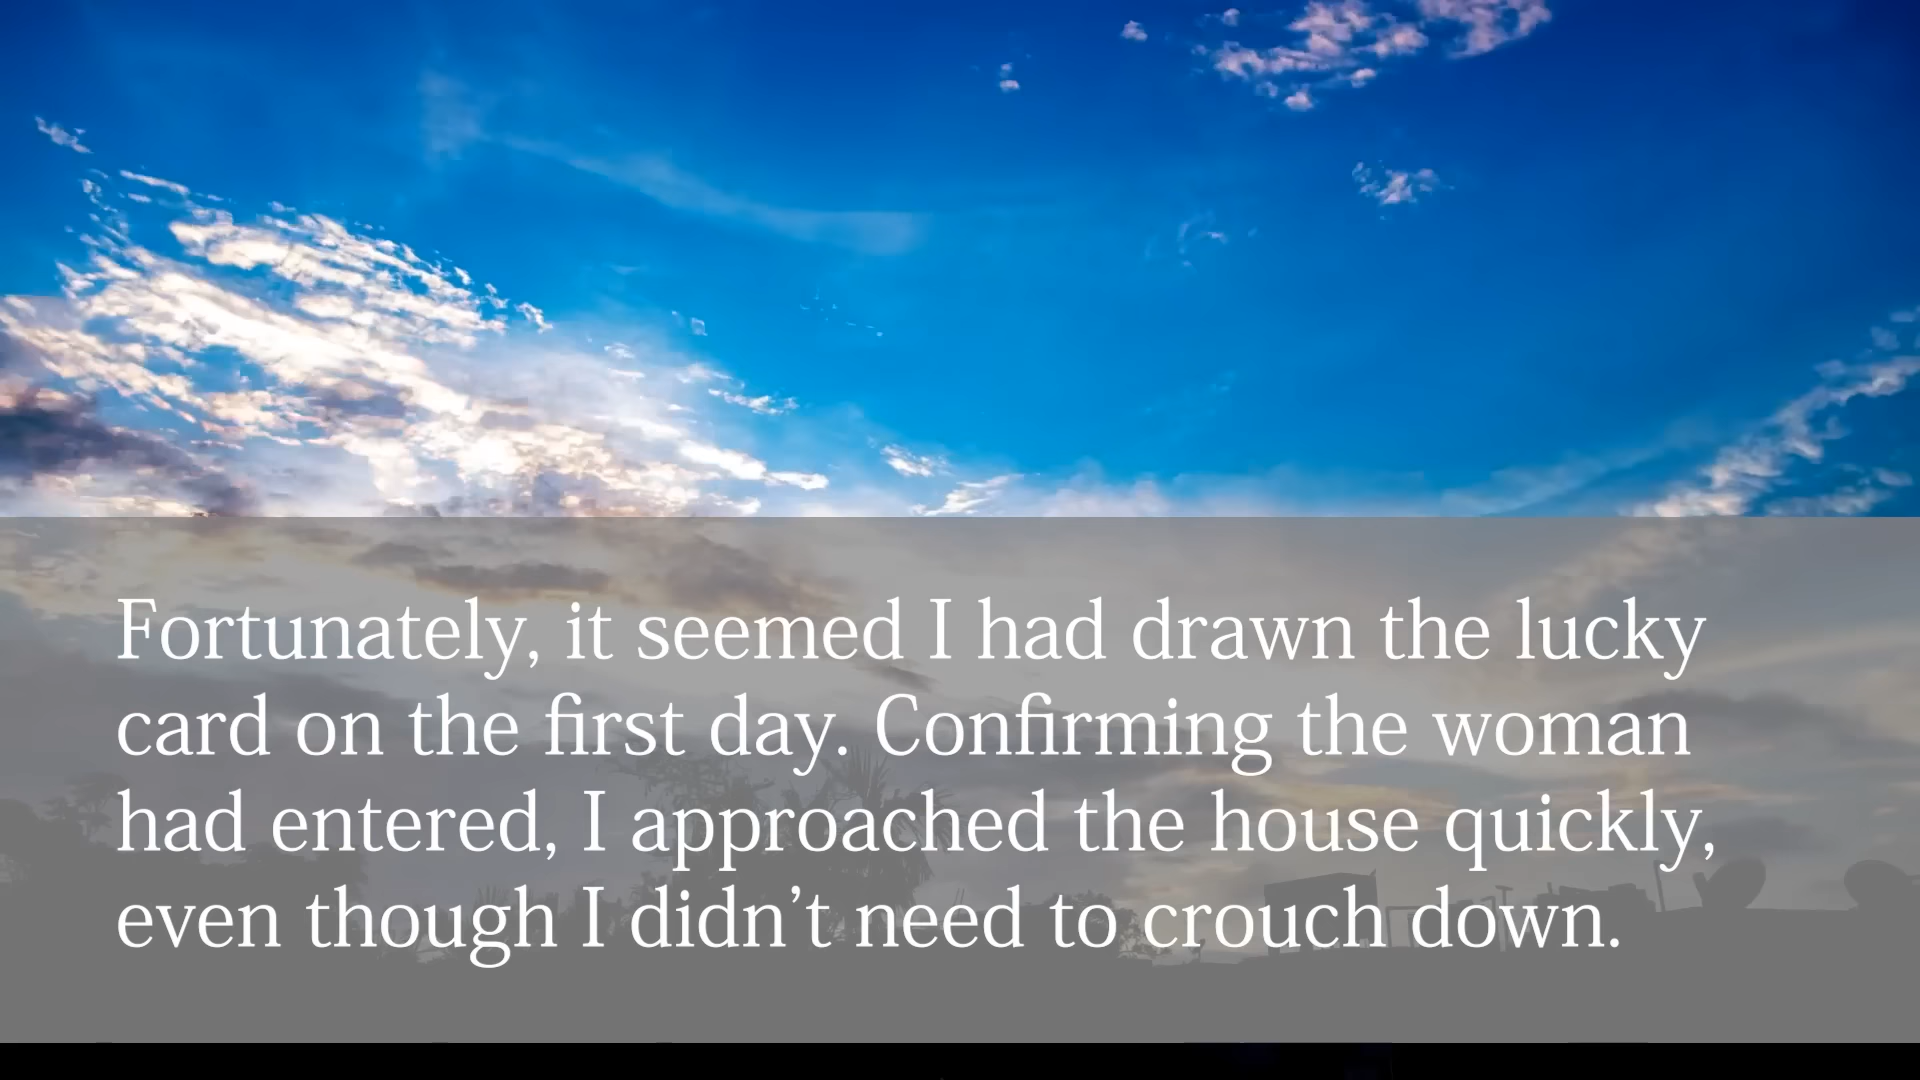 Fortunately, it seemed I had drawn the lucky
card on the first day. Confirming the woman
had entered, I approached the house quickly,
even though I didn’t need to crouch down.